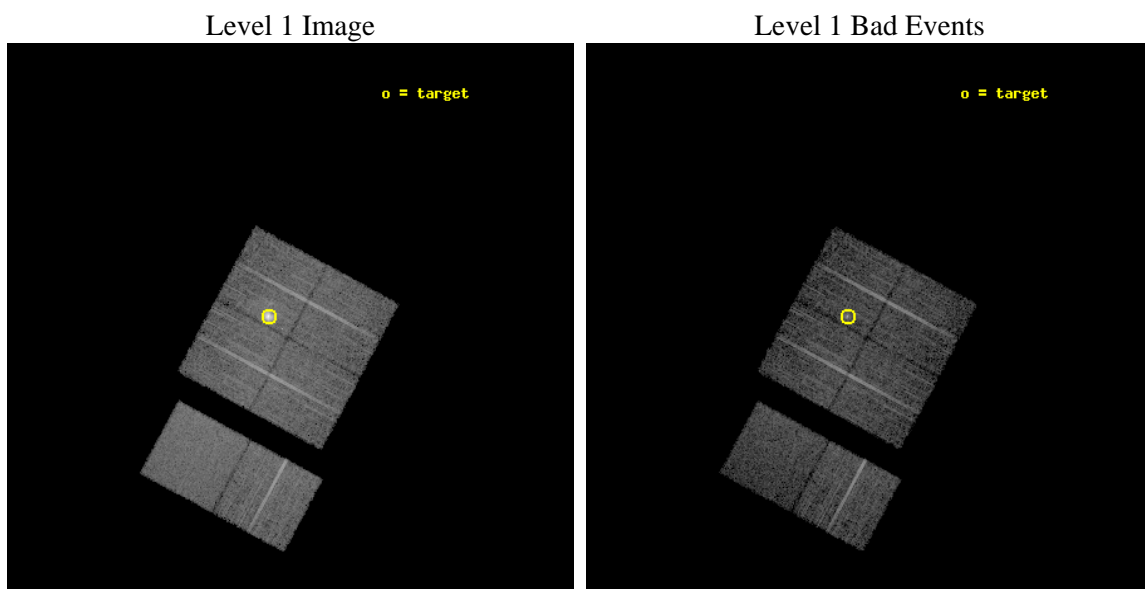 Level 1 Image
Level 1 Bad Events
o = target
o = target